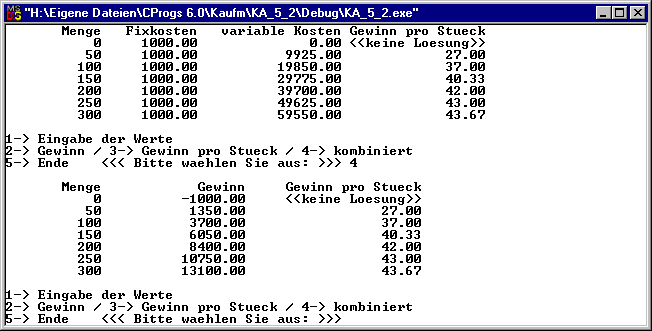 "H:\Eigene Dateien\CProgs 6.0\Kaufm\KA_5_2\Debug\KA_5_2.exe"
Menge Fixkosten variable Kosten Gewinn pro Stueck
0 1000.00 0.00 <<keine Loesung>>
50 1000.00 9925.00 27.00
100 1000.00 19850.00 37.00
150 1000.00 29775.00 40.33
200 1000.00 39700.00 42.00
250 1000.00 49625.00 43.00
300 1000.00 59550.00 43.67
1-> Eingabe der Werte
2-> Gewinn / 3-> Gewinn pro Stueck / 4-> kombiniert
5-> Ende <<< Bitte waehlen Sie aus: >>> 4
Menge Gewinn Gewinn pro Stueck
0 -1000.00 <<keine Loesung>>
50 1350.00 27.00
100 3700.00 37.00
150 6050.00 40.33
200 8400.00 42.00
250 10750.00 43.00
300 13100.00 43.67
1-> Eingabe der Werte
2-> Gewinn / 3-> Gewinn pro Stueck / 4-> kombiniert
5-> Ende <<< Bitte waehlen Sie aus: >>>